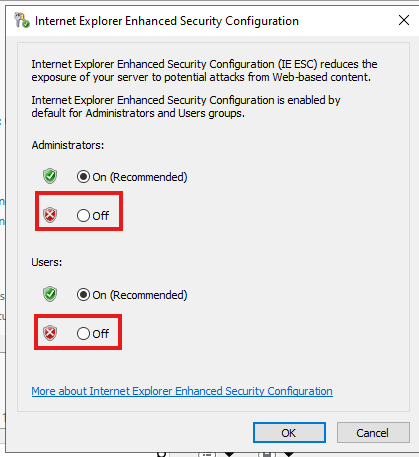 Internet Explorer Enhanced Security Configuration
Internet Explorer Enhanced Security Configuration (IE ESC) reduces the
exposure of your server to potential attacks from Web-based content.
Internet Explorer Enhanced Security Configuration is enabled by
default for Administrators and Users groups.
Administrators:
On (Recommended)
Off
Users:
On (Recommended)
Off
More about Internet Explorer Enhanced Security Configuration
OK
Cancel